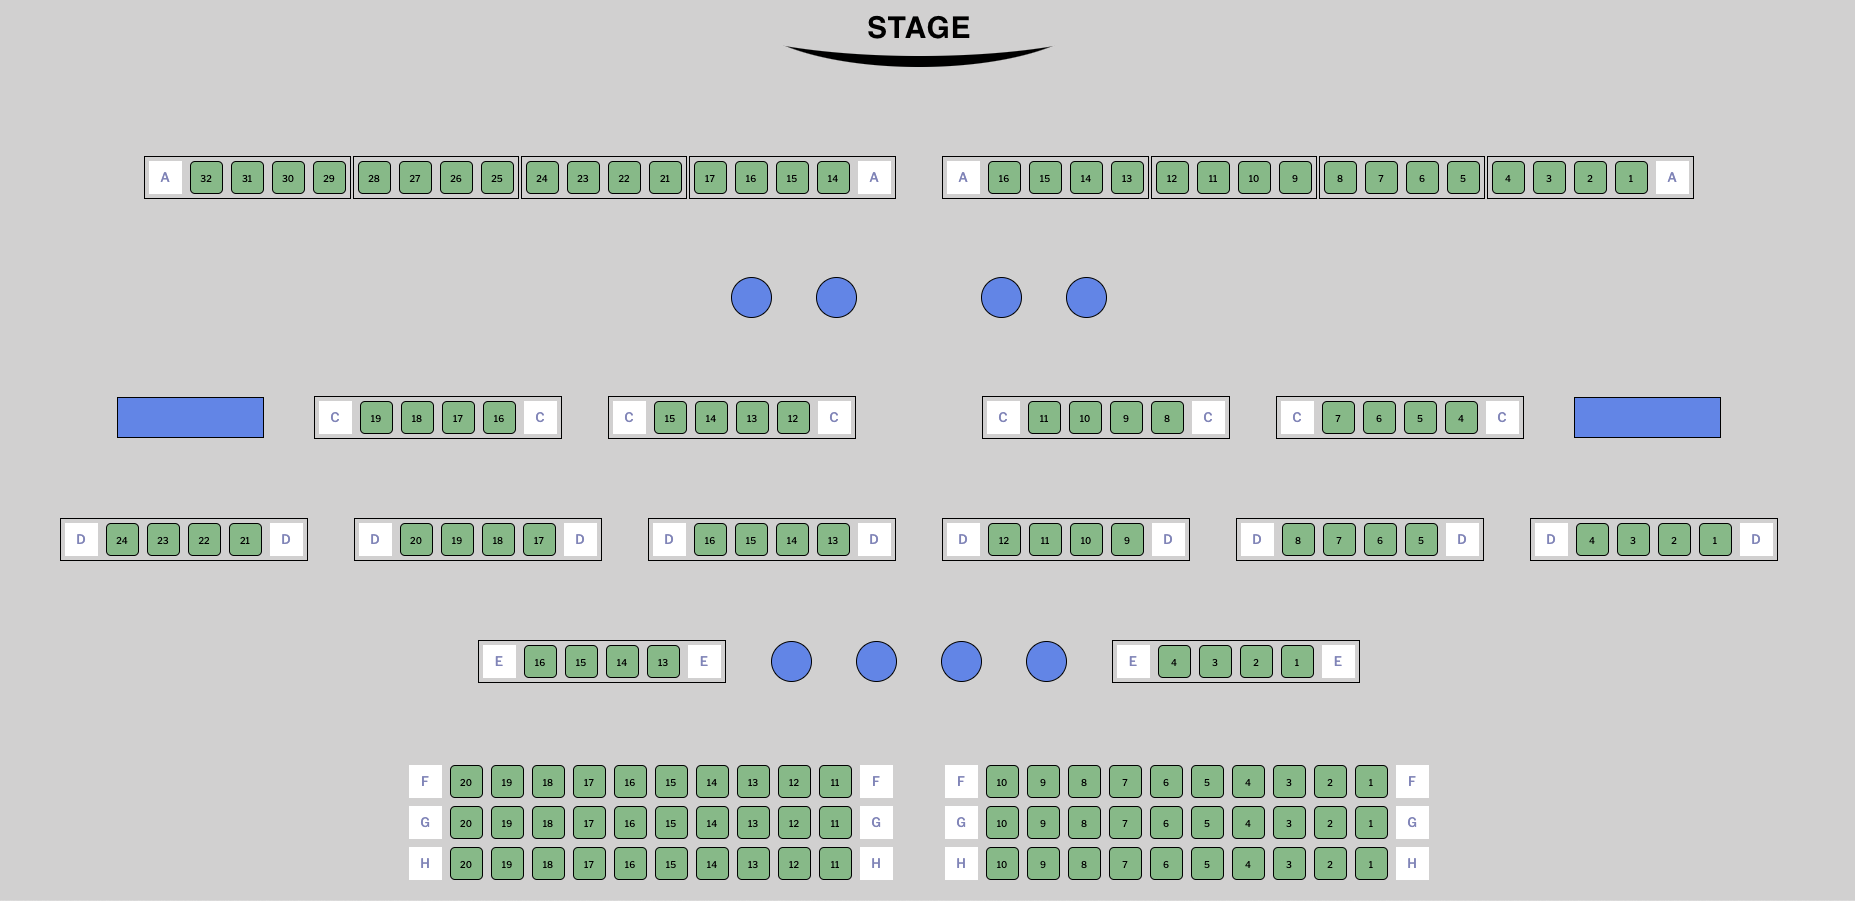 STAGE
A 32 31 30 29 28 27 26 25 24 23 22 21 17 16 15 14 A A 16 15 14 13 12 11 10 9 8 7 6 5 4 3 2 1 A
C 19 18 17 16 C C 15 14 13 12 C C 11 10 9 8 C C 7 6 5 4 C
D 24 23 22 21 D D 20 19 18 17 D D 16 15 14 13 D D 12 11 10 9 D D 8 7 6 5 D D 4 3 2 1 D
E 16 15 14 13 E E 4 3 2 1 E
F 20 19 18 17 16 15 14 13 12 11 F F 10 9 8 7 6 5 4 3 2 1 F
G 20 19 18 17 16 15 14 13 12 11 G G 10 9 8 7 6 5 4 3 2 1 G
H 20 19 18 17 16 15 14 13 12 11 H H 10 9 8 7 6 5 4 3 2 1 H